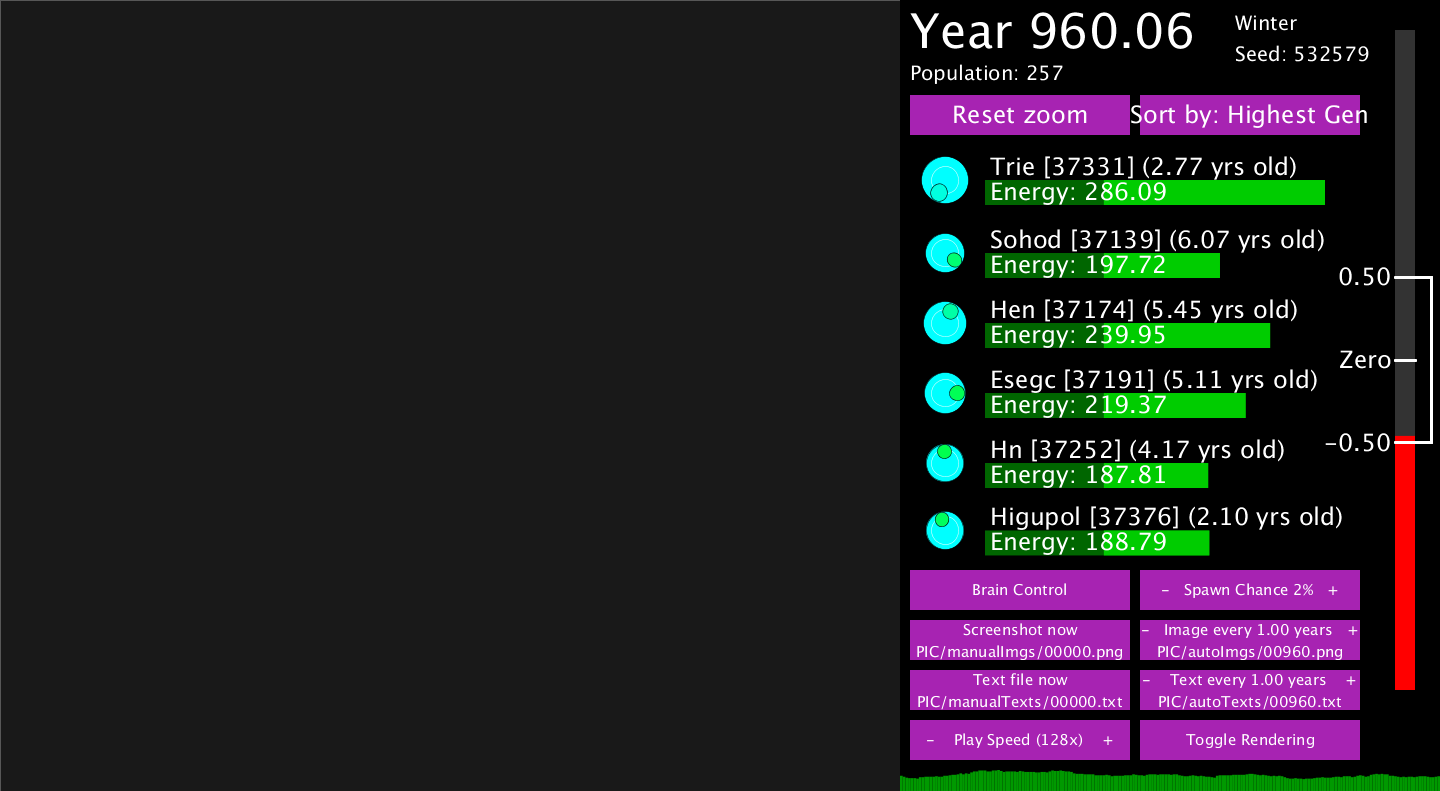 Year 960.06
Winter
Seed: 532579
Population: 257
Reset zoom
Sort by: Highest Gen
Trie [37331] (2.77 yrs old)
Energy: 286.09
Sohod [37139] (6.07 yrs old)
Energy: 197.72
0.50
Hen [37174] (5.45 yrs old)
Energy: 239.95
Zero
Esegc [37191] (5.11 yrs old)
Energy: 219.37
−0.50
Hn [37252] (4.17 yrs old)
Energy: 187.81
Higupol [37376] (2.10 yrs old)
Energy: 188.79
Brain Control
- Spawn Chance 2% +
Screenshot now
PIC/manualImgs/00000.png
- Image every 1.00 years +
PIC/autoImgs/00960.png
Text file now
PIC/manualTexts/00000.txt
- Text every 1.00 years +
PIC/autoTexts/00960.txt
- Play Speed (128x) +
Toggle Rendering